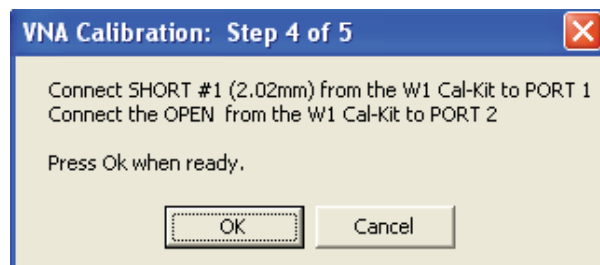 VNA Calibration: Step 4 of 5
Connect SHORT #1 (2.02mm) from the W1 Cal-Kit to PORT 1
Connect the OPEN from the W1 Cal-Kit to PORT 2
Press Ok when ready.
OK
Cancel